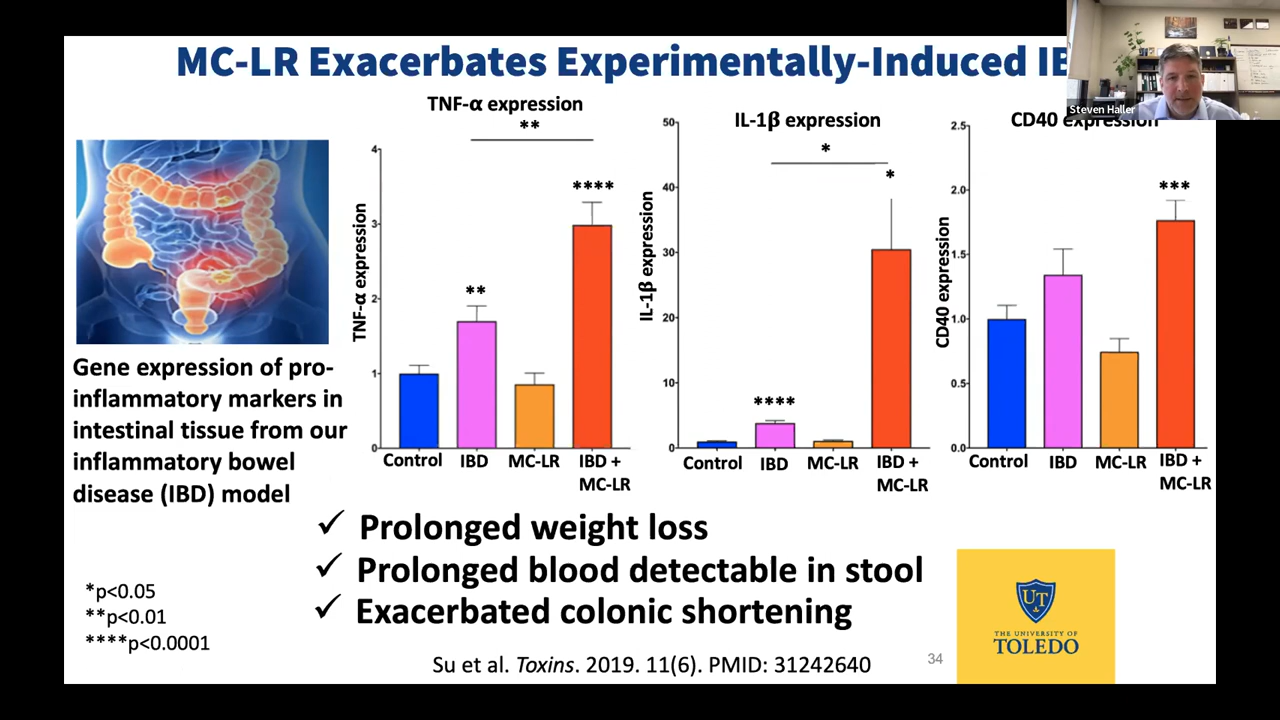 MC-LR Exacerbates Experimentally-Induced
Steven Haller
TNF-α expression
**
4
3
2
1
0
TNF-α expression
**
****
Control
IBD
MC-LR
IBD +
MC-LR
IL-1β expression
*
50
40
30
20
10
0
IL-1β expression
****
*
Control
IBD
MC-LR
IBD +
MC-LR
CD40 expression
2.5
2.0
1.5
1.0
0.5
0.0
CD40 expression
***
Control
IBD
MC-LR
IBD +
MC-LR
Gene expression of pro-
inflammatory markers in
intestinal tissue from our
inflammatory bowel
disease (IBD) model
✓ Prolonged weight loss
✓ Prolonged blood detectable in stool
✓ Exacerbated colonic shortening
*p<0.05
**p<0.01
****p<0.0001
Su et al. Toxins. 2019. 11(6). PMID: 31242640
34
UT
THE UNIVERSITY OF
TOLEDO